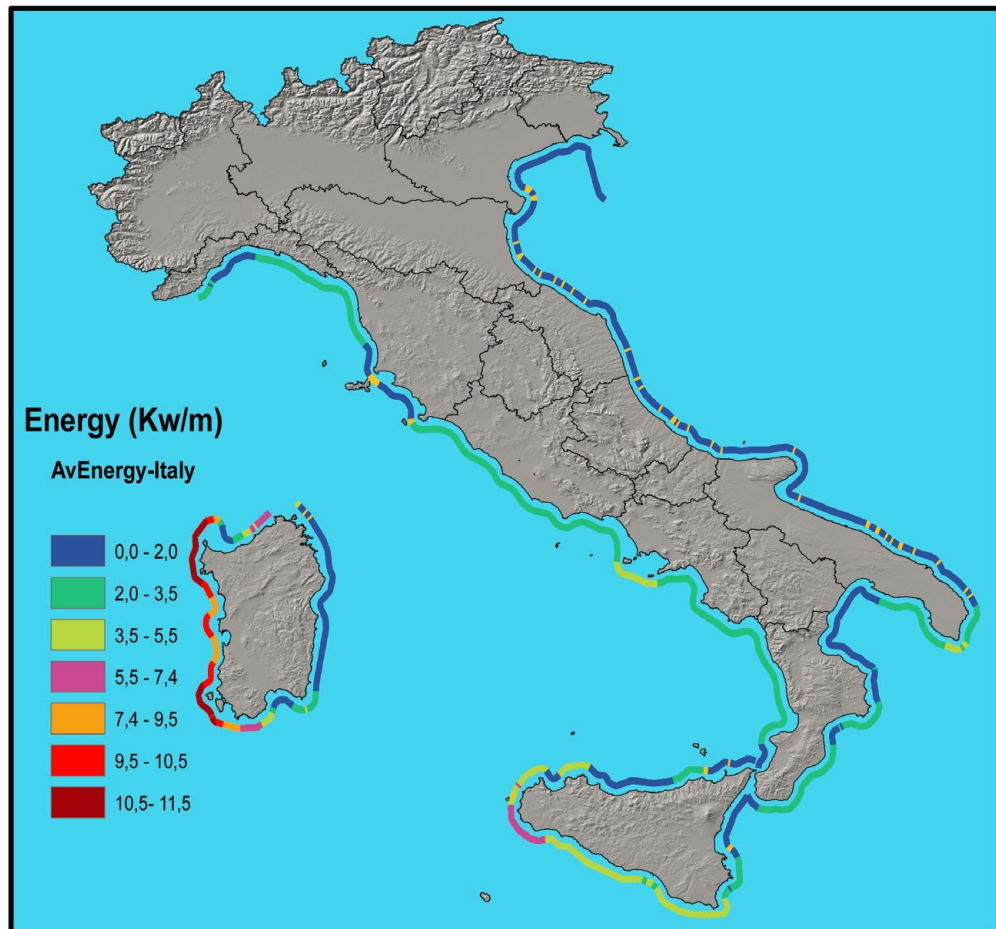 Energy (Kw/m)
AvEnergy-Italy
0,0 - 2,0
2,0 - 3,5
3,5 - 5,5
5,5 - 7,4
7,4 - 9,5
9,5 - 10,5
10,5- 11,5